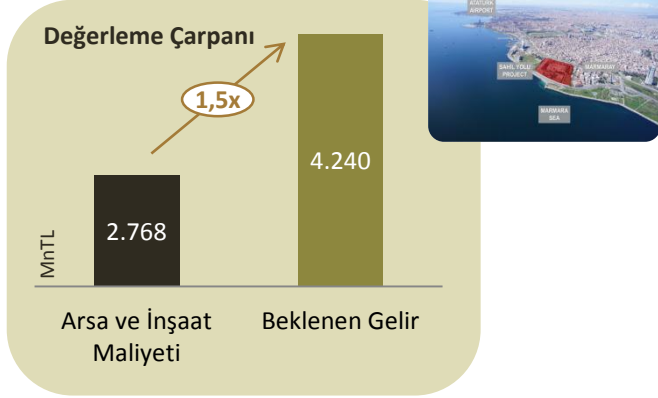 Değerleme Çarpanı
1,5x
4.240
2.768
MnTL
Arsa ve İnşaat
Maliyeti
Beklenen Gelir
ATATÜRK
AIRPORT
SAHİL YOLU
PROJECT
MARMARAY
MARMARA
SEA